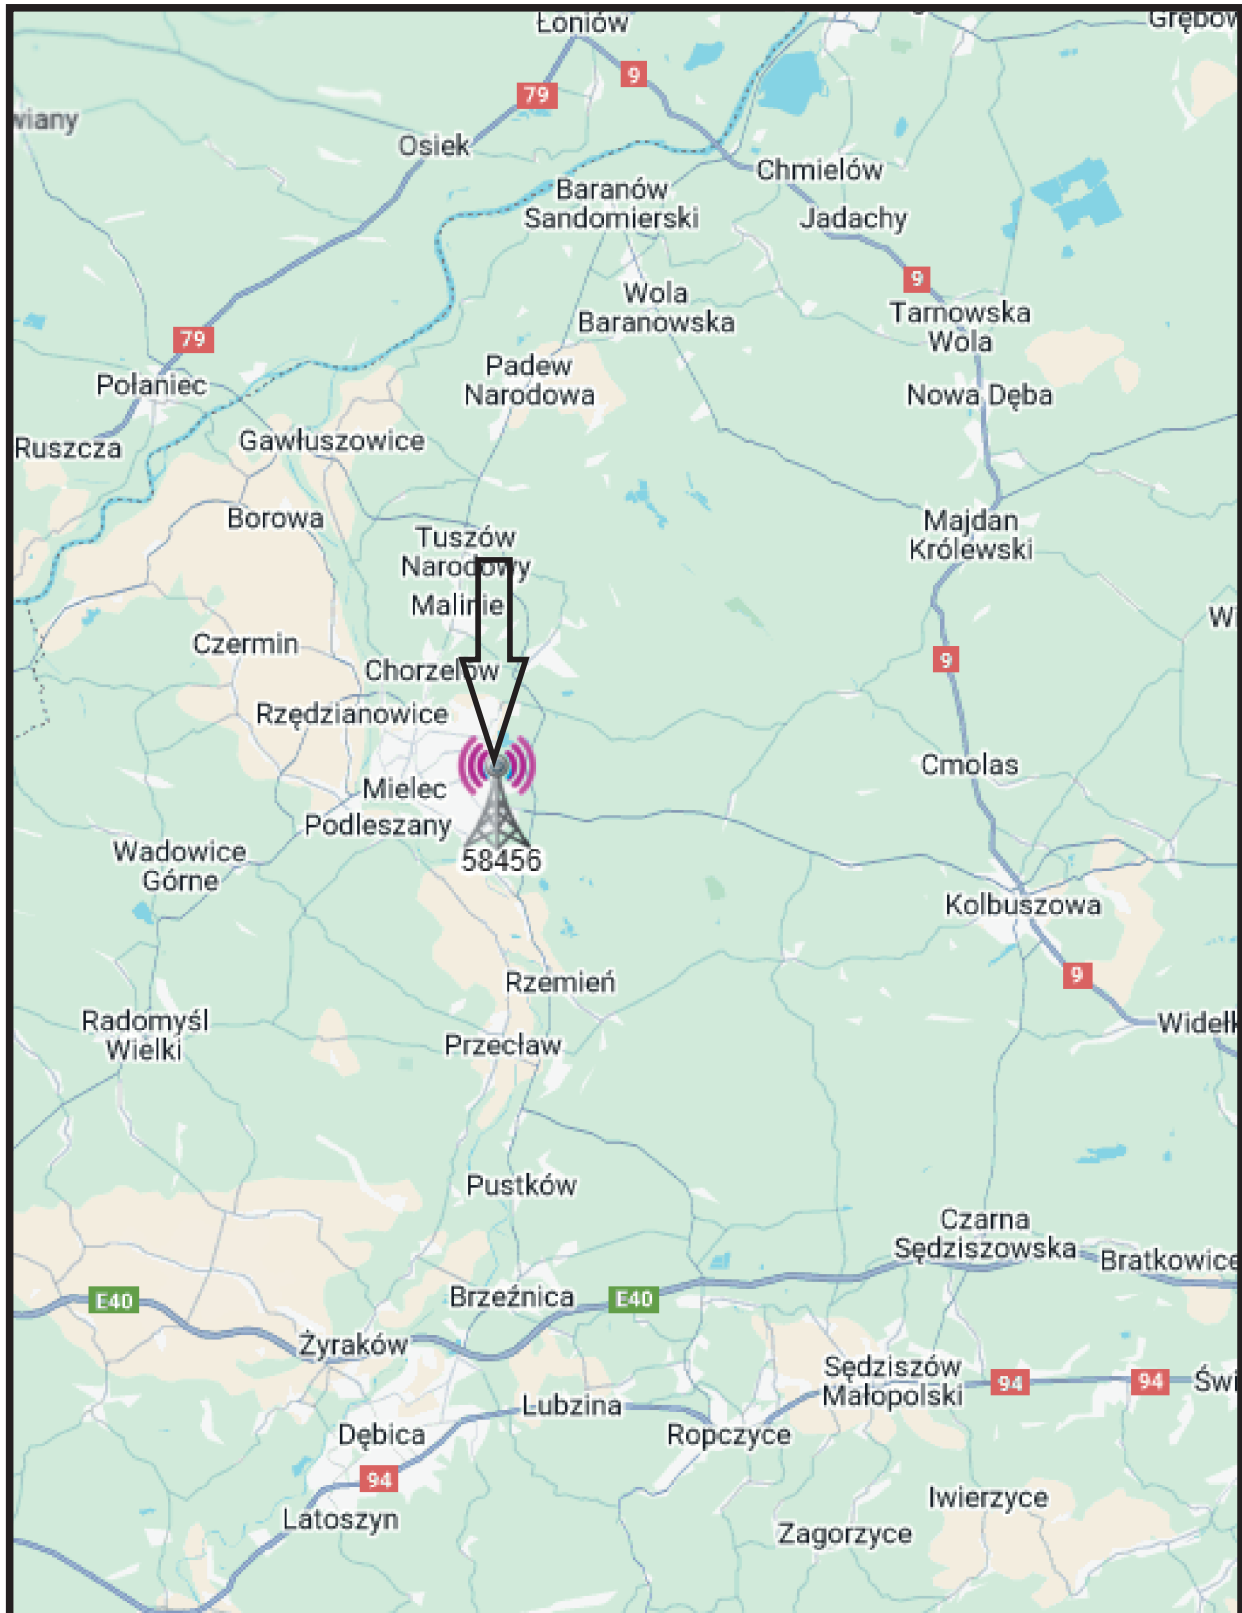 Łoniów
Grębów
9
79
wiany
Osiek
Chmielów
Baranów
Sandomierski
Jadachy
9
Wola
Baranowska
Tarnowska
Wola
79
Padew
Narodowa
Połaniec
Nowa Dęba
Gawłuszowice
Ruszcza
Borowa
Majdan
Królewski
Tuszów
Narodowy
Malinie
Wi
Czermin
9
Chorzelów
Rzędzianowice
Cmolas
Mielec
Podleszany
Wadowice
Górne
58456
Kolbuszowa
9
Rzemień
Radomyśl
Wielki
Widełk
Przecław
Pustków
Czarna
Sędziszowska
Bratkowice
E40
Brzeźnica
E40
Żyraków
Sędziszów
Małopolski
94
94
Świ
Lubzina
Dębica
Ropczyce
94
Iwierzyce
Latoszyn
Zagorzyce